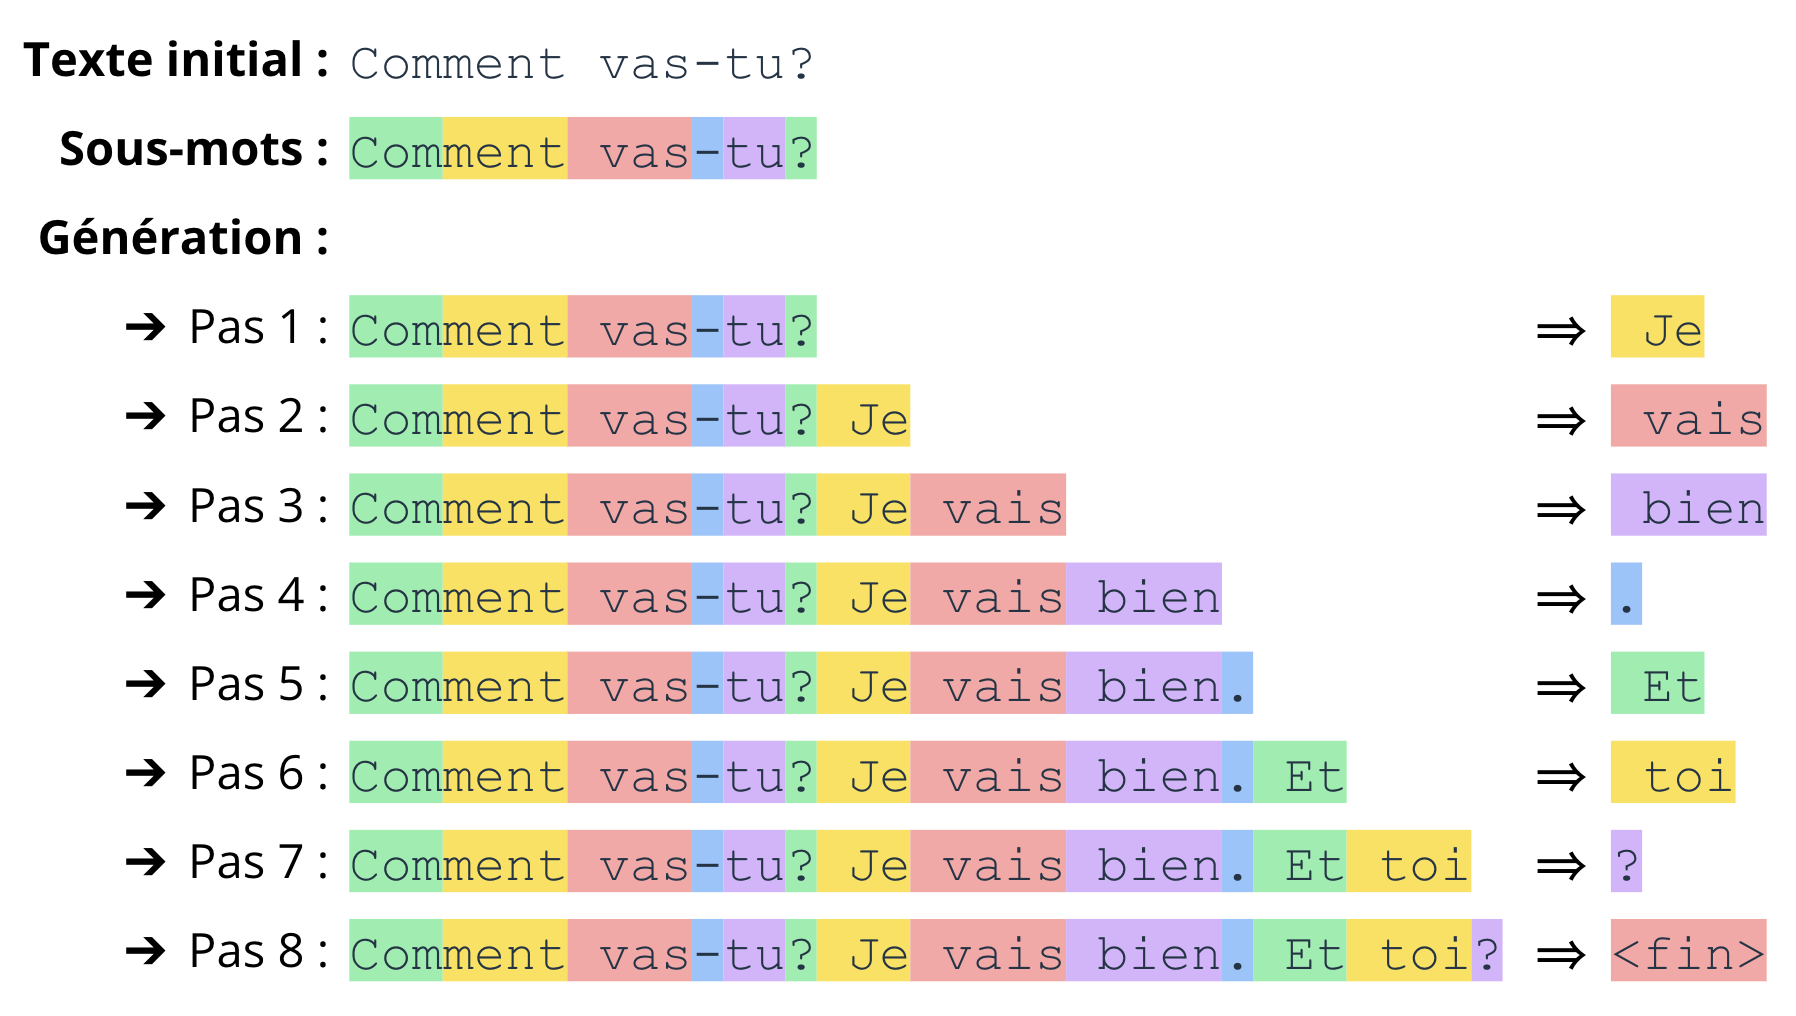 Texte initial : Comment vas-tu?
Sous-mots : Comment vas-tu?
Génération :
➔ Pas 1 : Comment vas-tu? ⇒ Je
➔ Pas 2 : Comment vas-tu? Je ⇒ vais
➔ Pas 3 : Comment vas-tu? Je vais ⇒ bien
➔ Pas 4 : Comment vas-tu? Je vais bien ⇒ .
➔ Pas 5 : Comment vas-tu? Je vais bien. ⇒ Et
➔ Pas 6 : Comment vas-tu? Je vais bien. Et ⇒ toi
➔ Pas 7 : Comment vas-tu? Je vais bien. Et toi ⇒ ?
➔ Pas 8 : Comment vas-tu? Je vais bien. Et toi? ⇒ <fin>